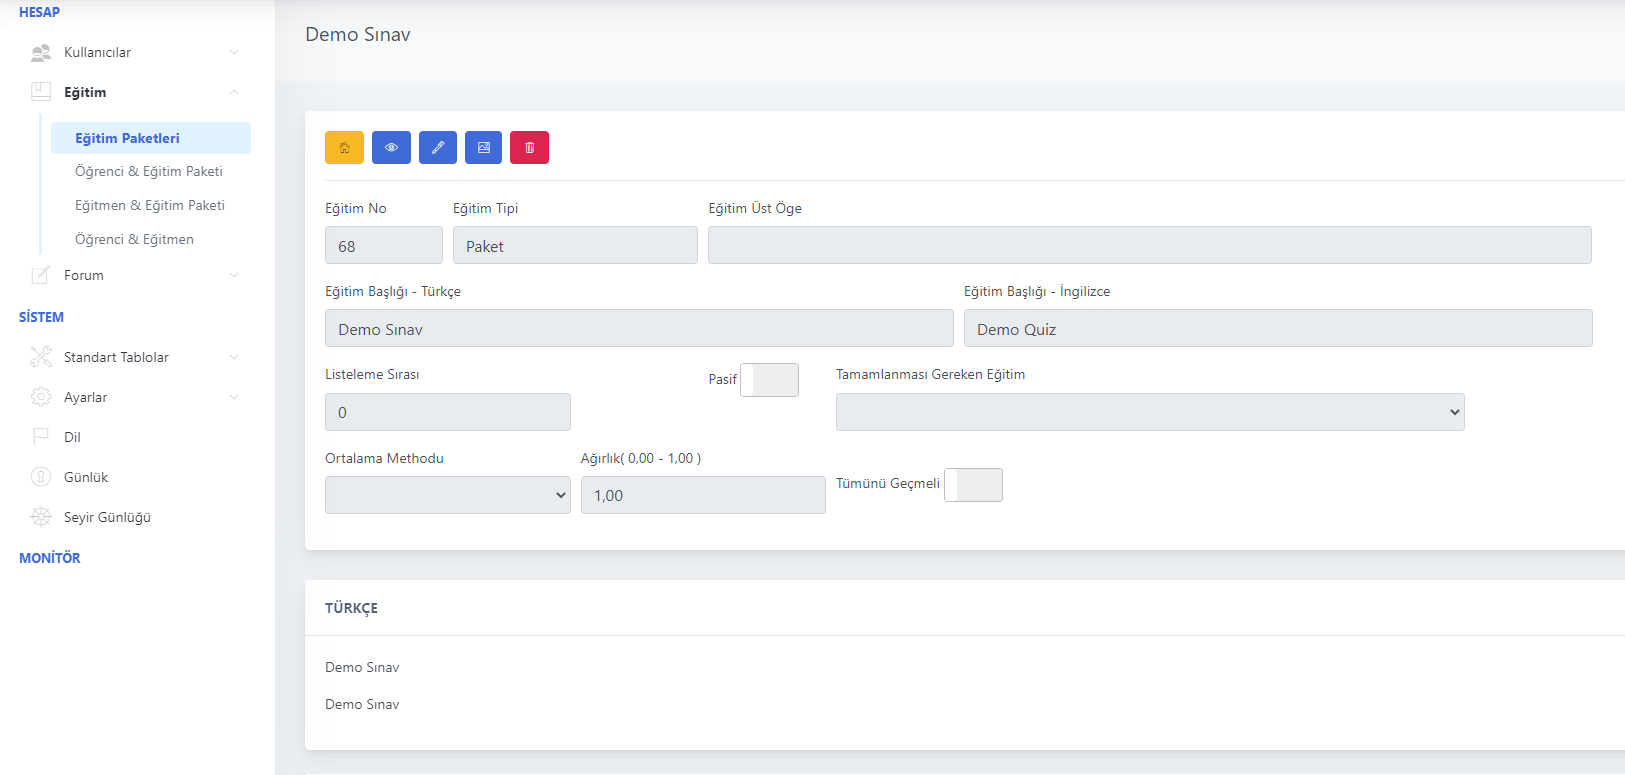 HESAP
Kullanıcılar
Eğitim
Eğitim Paketleri
Öğrenci & Eğitim Paketi
Eğitmen & Eğitim Paketi
Öğrenci & Eğitmen
Forum
SİSTEM
Standart Tablolar
Ayarlar
Dil
Günlük
Seyir Günlüğü
MONİTÖR
Demo Sınav
Eğitim No Eğitim Tipi Eğitim Üst Öge
68 Paket
Eğitim Başlığı - Türkçe Eğitim Başlığı - İngilizce
Demo Sınav Demo Quiz
Listeleme Sırası Pasif Tamamlanması Gereken Eğitim
0
Ortalama Methodu Ağırlık( 0,00 - 1,00 ) Tümünü Geçmeli
1,00
TÜRKÇE
Demo Sınav
Demo Sınav